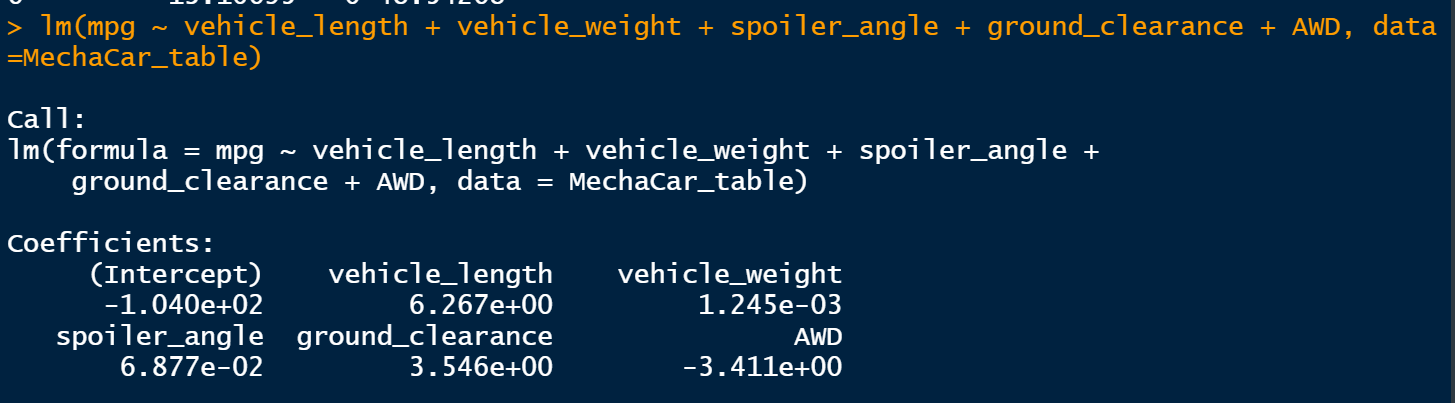 > lm(mpg ~ vehicle_length + vehicle_weight + spoiler_angle + ground_clearance + AWD, data
=MechaCar_table)
Call:
lm(formula = mpg ~ vehicle_length + vehicle_weight + spoiler_angle +
    ground_clearance + AWD, data = MechaCar_table)
Coefficients:
     (Intercept)    vehicle_length    vehicle_weight
      -1.040e+02         6.267e+00         1.245e-03
   spoiler_angle  ground_clearance               AWD
       6.877e-02         3.546e+00        -3.411e+00